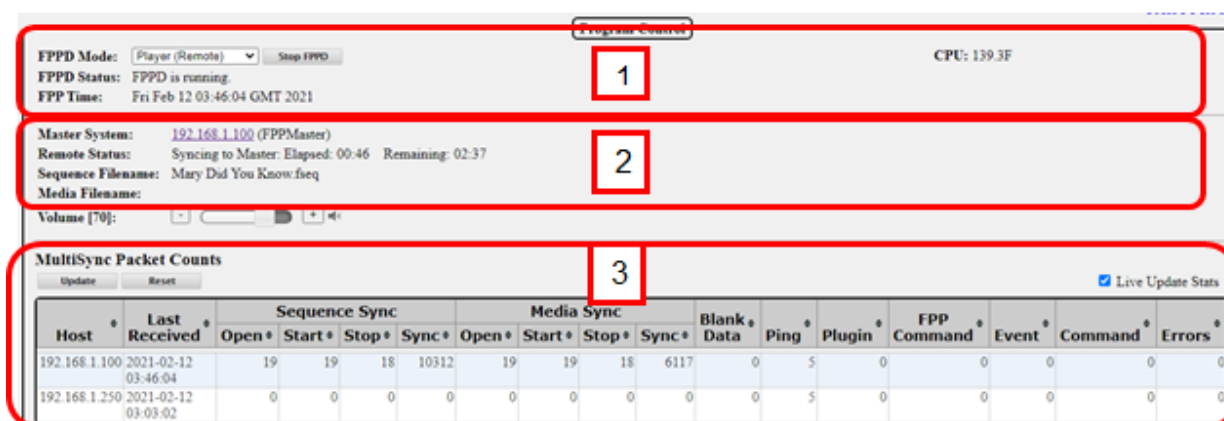 Program Control
FPPD Mode: Player (Remote) Stop FPPD
CPU: 139.3F
FPPD Status: FPPD is running.
FPP Time: Fri Feb 12 03:46:04 GMT 2021
1
Master System: 192.168.1.100 (FPPMaster)
Remote Status: Syncing to Master: Elapsed: 00:46 Remaining: 02:37
Sequence Filename: Mary Did You Know.fseq
Media Filename:
2
Volume [70]: - +
MultiSync Packet Counts
3
Update Reset
Live Update Stats
Host Last Received Sequence Sync Media Sync Blank Data Ping Plugin FPP Command Event Command Errors
Open Start Stop Sync Open Start Stop Sync
192.168.1.100 2021-02-12 03:46:04 19 19 18 10312 19 19 18 6117 0 5 0 0 0 0 0
192.168.1.250 2021-02-12 03:03:02 0 0 0 0 0 0 0 0 0 5 0 0 0 0 0